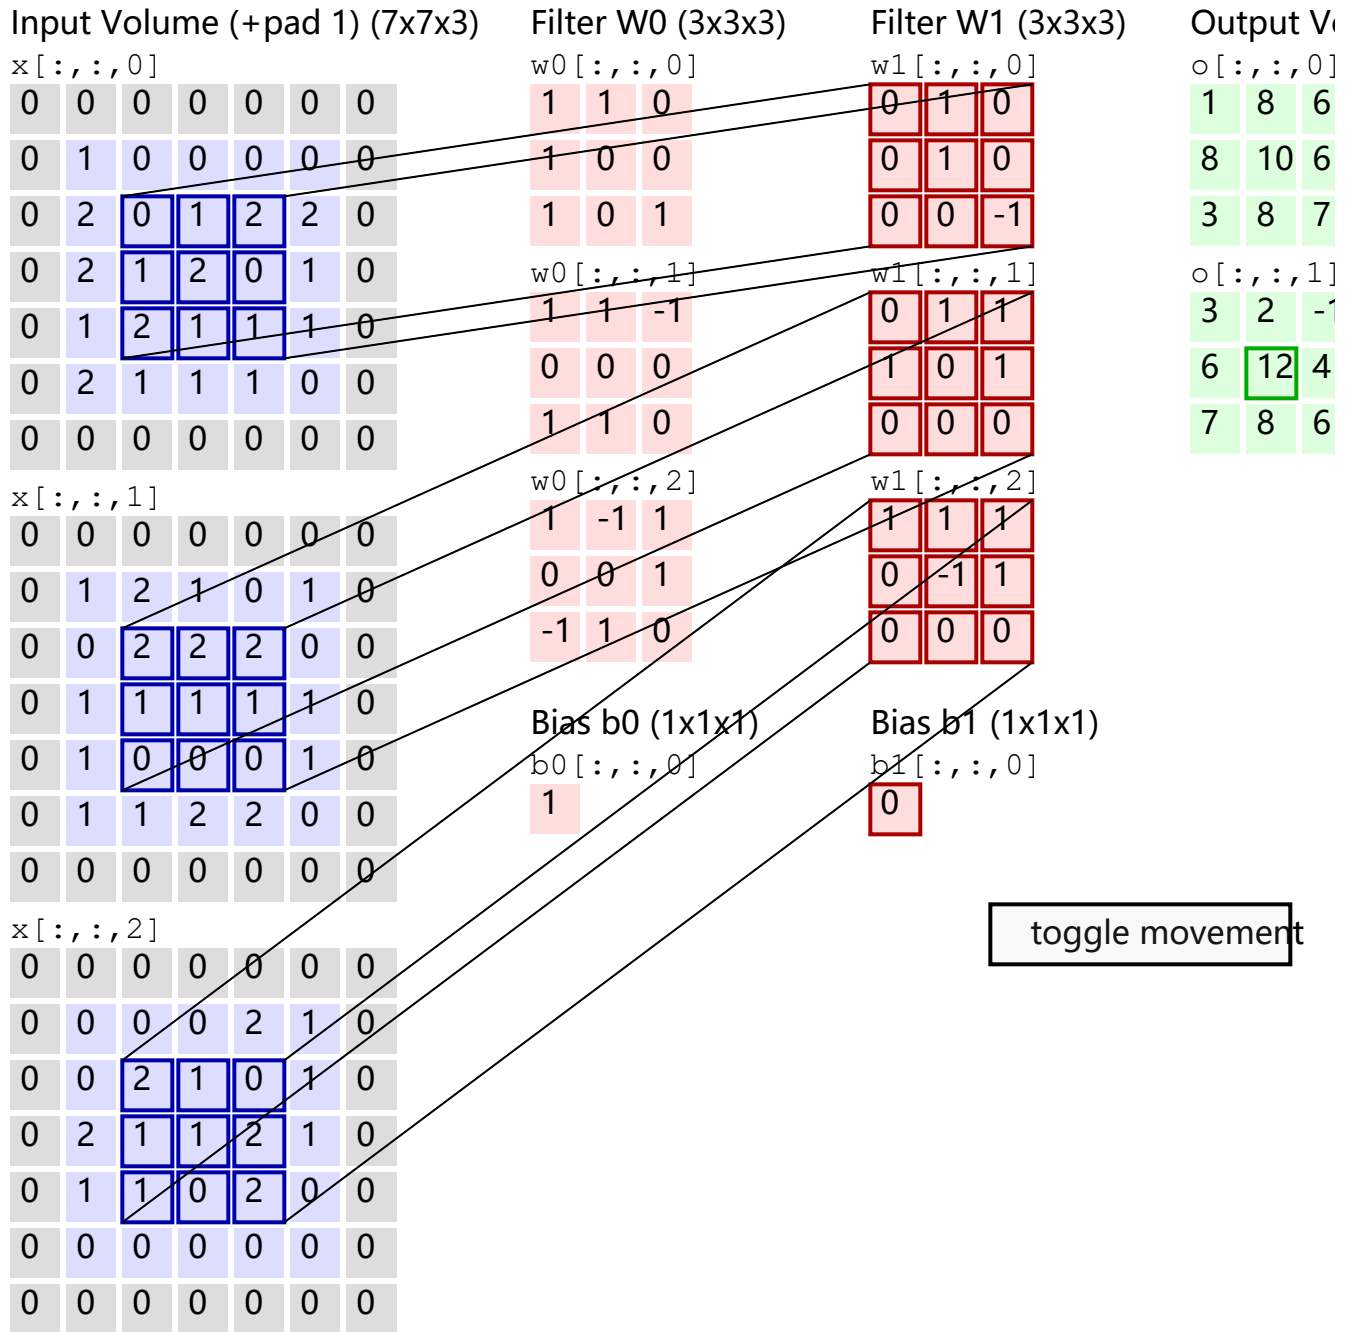 Input Volume (+pad 1) (7x7x3)
x[:,:,0]
0 0 0 0 0 0 0
0 1 0 0 0 0 0
0 2 0 1 2 2 0
0 2 1 2 0 1 0
0 1 2 1 1 1 0
0 2 1 1 1 0 0
0 0 0 0 0 0 0
x[:,:,1]
0 0 0 0 0 0 0
0 1 2 1 0 1 0
0 0 2 2 2 0 0
0 1 1 1 1 1 0
0 1 0 0 0 1 0
0 1 1 2 2 0 0
0 0 0 0 0 0 0
x[:,:,2]
0 0 0 0 0 0 0
0 0 0 0 2 1 0
0 0 2 1 0 1 0
0 2 1 1 2 1 0
0 1 1 0 2 0 0
0 0 0 0 0 0 0
0 0 0 0 0 0 0
Filter W0 (3x3x3)
w0[:,:,0]
1 1 0
1 0 0
1 0 1
w0[:,:,1]
1 1 -1
0 0 0
1 1 0
w0[:,:,2]
1 -1 1
0 0 1
-1 1 0
Bias b0 (1x1x1)
b0[:,:,0]
1
Filter W1 (3x3x3)
w1[:,:,0]
0 1 0
0 1 0
0 0 -1
w1[:,:,1]
0 1 1
1 0 1
0 0 0
w1[:,:,2]
1 1 1
0 -1 1
0 0 0
Bias b1 (1x1x1)
b1[:,:,0]
0
Output
o[:,:,0]
1 8 6
8 10 6
3 8 7
o[:,:,1]
3 2 -1
6 12 4
7 8 6
toggle movement